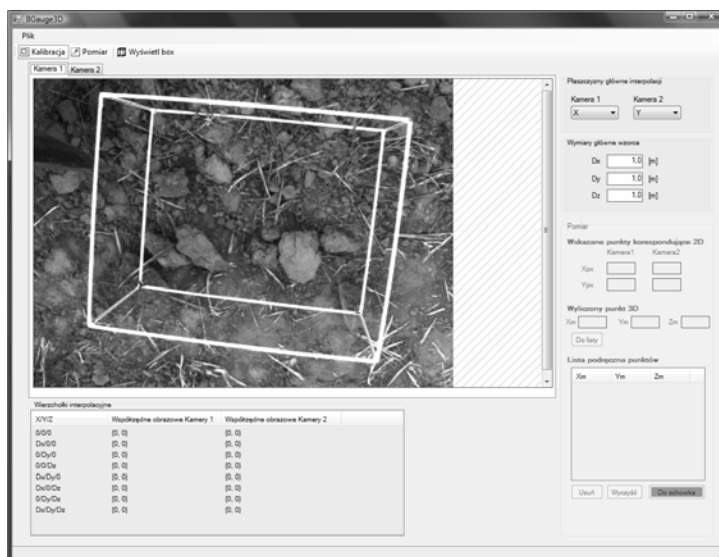 BGauge3D
Plik
Kalibracja Pomiar Wyświetl box
Kamera 1 Kamera 2
Płaszczyzny główne interpolacji
Kamera 1 Kamera 2
X Y
Wymiary główne wzorca
Dx 1,0 [m]
Dy 1,0 [m]
Dz 1,0 [m]
Pomiar
Wskazane punkty korespondujące 2D
Kamera1 Kamera2
Xpx
Ypx
Wyliczony punkt 3D
Xm Ym Zm
Do listy
Lista podręczna punktów
Xm Ym Zm
Usuń Wyczyść Do schowka
Wierzchołki interpolacyjne
X/Y/Z Współrzędne obrazowe Kamery 1 Współrzędne obrazowe Kamery 2
0/0/0 {0, 0} {0, 0}
Dx/0/0 {0, 0} {0, 0}
0/Dy/0 {0, 0} {0, 0}
0/0/Dz {0, 0} {0, 0}
Dx/Dy/0 {0, 0} {0, 0}
Dx/0/Dz {0, 0} {0, 0}
0/Dy/Dz {0, 0} {0, 0}
Dx/Dy/Dz {0, 0} {0, 0}